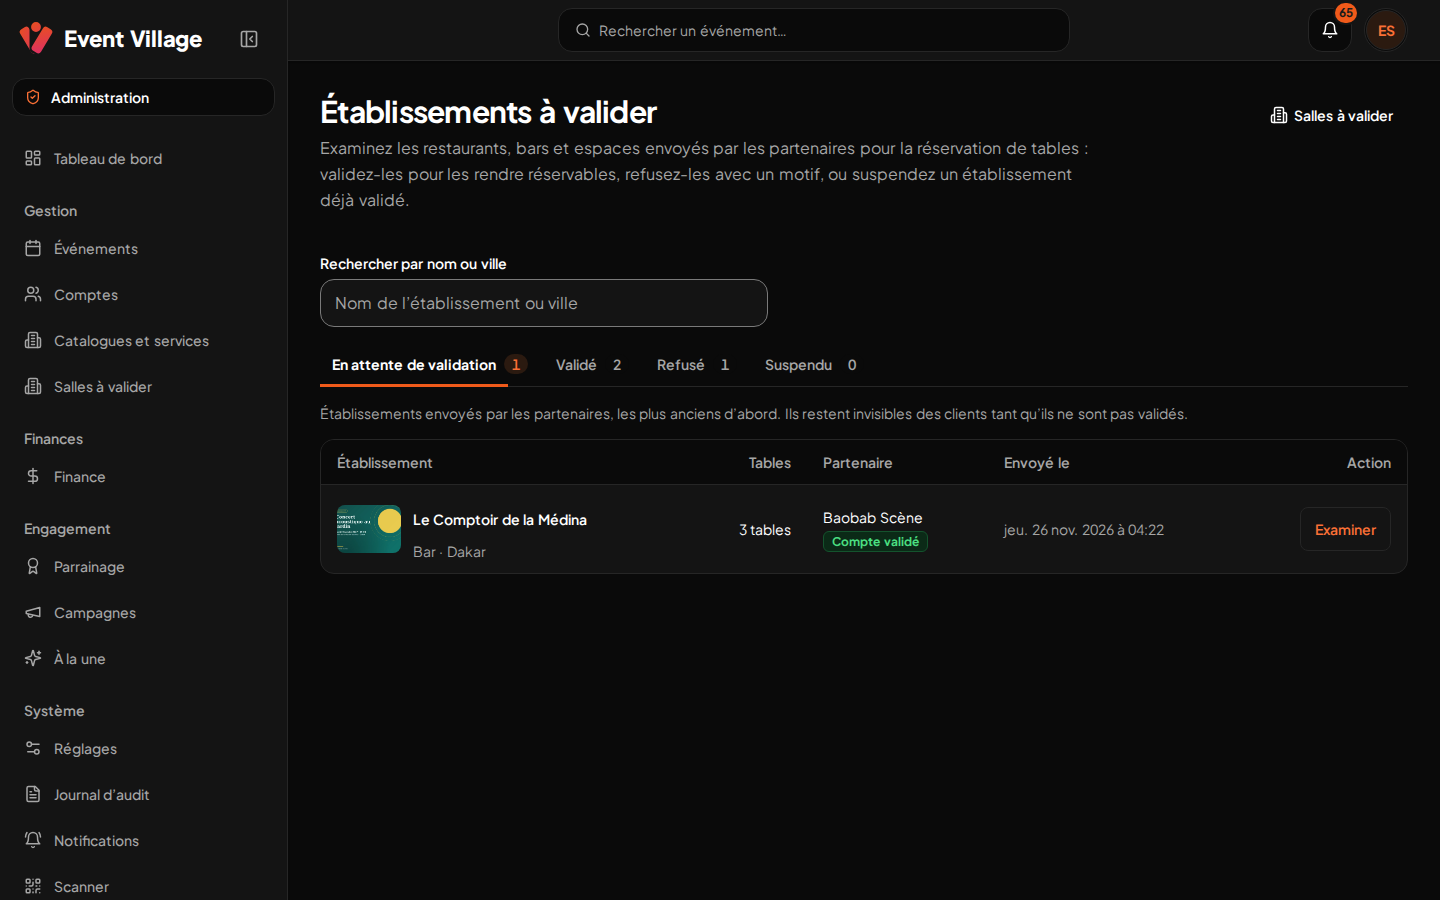 Event Village
Rechercher un événement…
65
ES
Administration
Tableau de bord
Gestion
Événements
Comptes
Catalogues et services
Salles à valider
Finances
Finance
Engagement
Parrainage
Campagnes
À la une
Système
Réglages
Journal d’audit
Notifications
Scanner
Établissements à valider
Salles à valider
Examinez les restaurants, bars et espaces envoyés par les partenaires pour la réservation de tables :
validez-les pour les rendre réservables, refusez-les avec un motif, ou suspendez un établissement
déjà validé.
Rechercher par nom ou ville
Nom de l’établissement ou ville
En attente de validation 1 Validé 2 Refusé 1 Suspendu 0
Établissements envoyés par les partenaires, les plus anciens d’abord. Ils restent invisibles des clients tant qu’ils ne sont pas validés.
Établissement Tables Partenaire Envoyé le Action
Le Comptoir de la Médina
Bar · Dakar
3 tables
Baobab Scène
Compte validé
jeu. 26 nov. 2026 à 04:22
Examiner